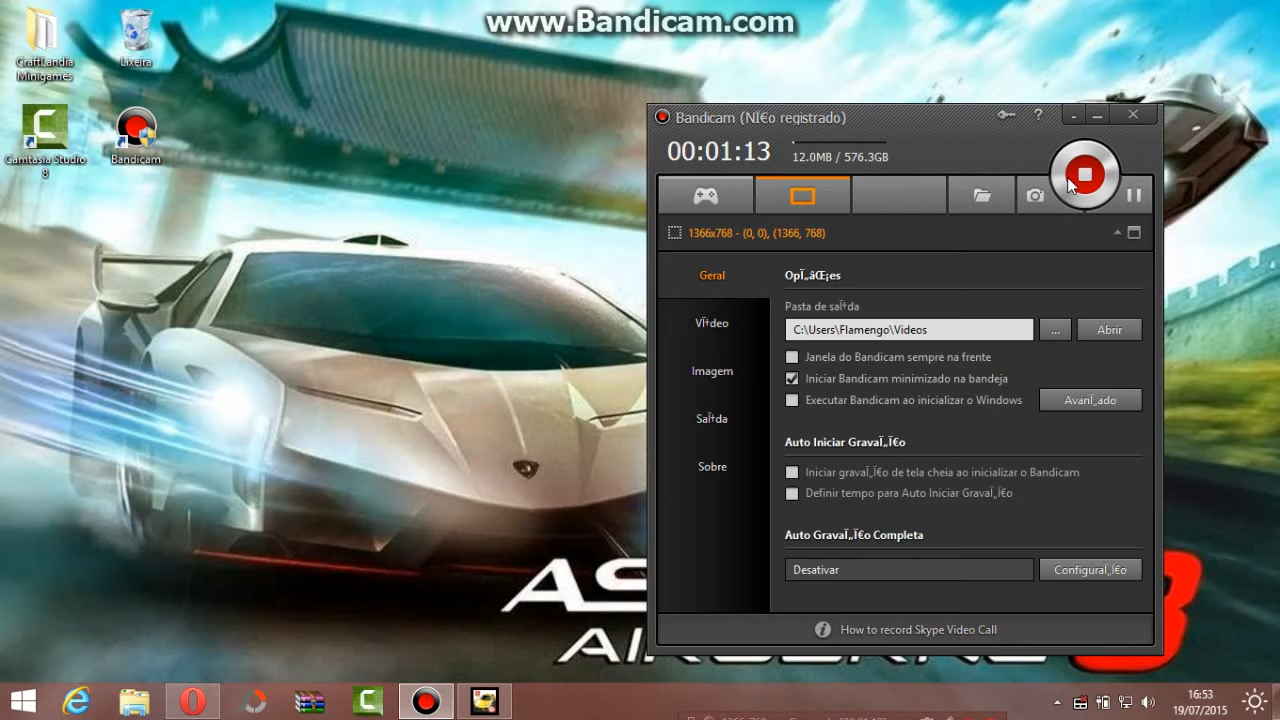 www.Bandicam.com
CraftLandia
Minigames
Lixeira
Camtasia Studio
8
Bandicam
Bandicam (NÏ€o registrado)
00:01:13
12.0MB / 576.3GB
1366x768 - (0, 0), (1366, 768)
Geral
VÏ†deo
Imagem
SaÏ†da
Sobre
OpÏ„âŒ¡es
Pasta de saÏ†da
C:\Users\Flamengo\Videos
...
Abrir
Janela do Bandicam sempre na frente
Iniciar Bandicam minimizado na bandeja
Executar Bandicam ao inicializar o Windows
AvanÏ„ado
Auto Iniciar GravaÏ„Ï€o
Iniciar gravaÏ„Ï€o de tela cheia ao inicializar o Bandicam
Definir tempo para Auto Iniciar GravaÏ„Ï€o
Auto GravaÏ„Ï€o Completa
Desativar
ConfiguraÏ„Ï€o
How to record Skype Video Call
16:53
19/07/2015